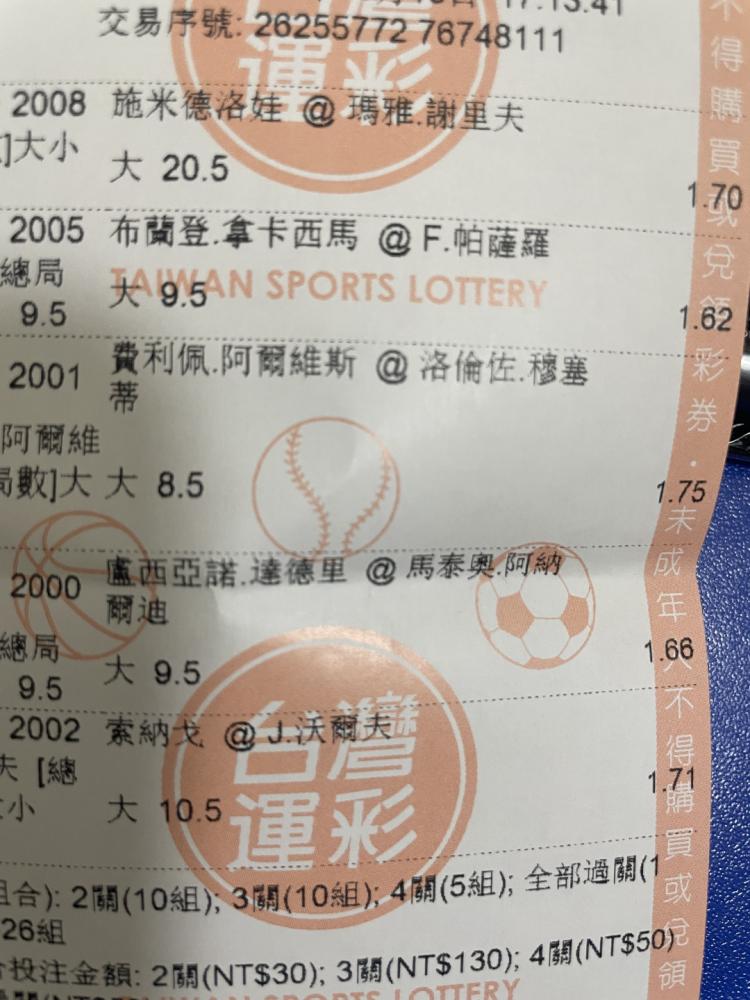 17:13:41
交易序號: 26255772 76748111
2008 施米德洛娃 @ 瑪雅.謝里夫
]大小
大 20.5
1.70
2005 布蘭登.拿卡西馬 @ F.帕薩羅
總局
大 9.5
9.5
1.62
TAIWAN SPORTS LOTTERY
2001 費利佩.阿爾維斯 @ 洛倫佐.穆塞
蒂
.阿爾維
局數]大 大 8.5
1.75
2000 盧西亞諾.達德里 @ 馬泰奧.阿納
爾迪
總局
大 9.5
9.5
1.66
2002 索納戈 @ J.沃爾夫
夫 [總
小 大 10.5
1.71
台灣
運彩
組合): 2關(10組); 3關(10組); 4關(5組); 全部過關(1
26組
投注金額: 2關(NT$30); 3關(NT$130); 4關(NT$50)
TAIWAN SPORTS LOTTERY
運彩
不得購買或兌領彩券・未成年人不得購買或兌領